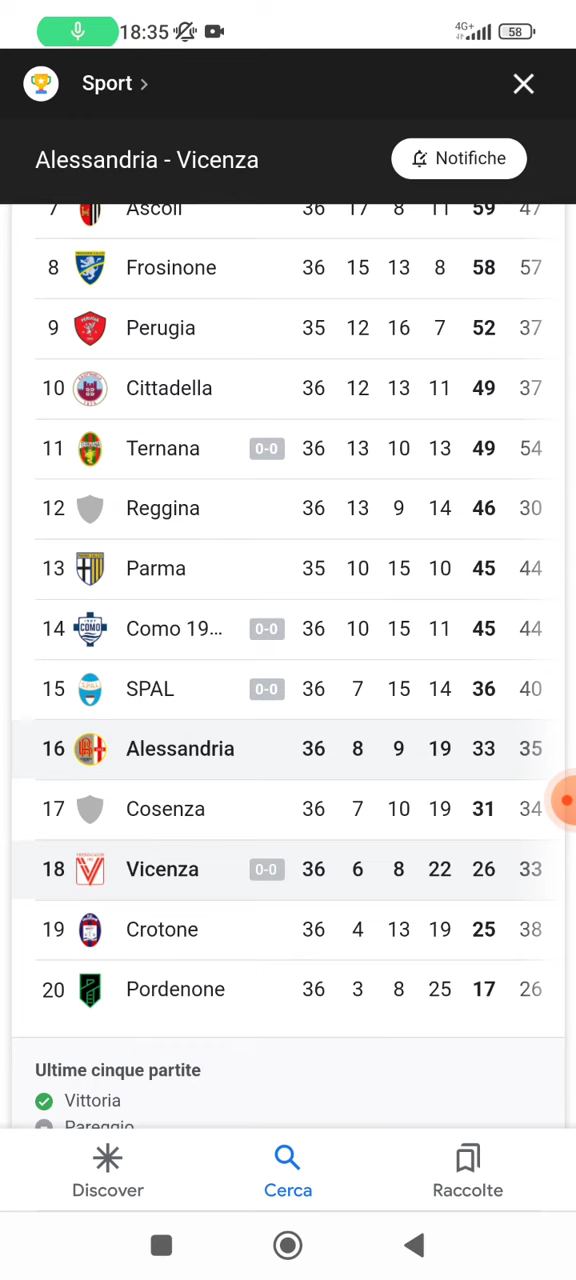 18:35 4G+ 58
Sport
Alessandria - Vicenza Notifiche
7 Ascoli 36 17 8 11 59 47
8 Frosinone 36 15 13 8 58 57
9 Perugia 35 12 16 7 52 37
10 Cittadella 36 12 13 11 49 37
11 Ternana 0-0 36 13 10 13 49 54
12 Reggina 36 13 9 14 46 30
13 Parma 35 10 15 10 45 44
14 Como 19... 0-0 36 10 15 11 45 44
15 SPAL 0-0 36 7 15 14 36 40
16 Alessandria 36 8 9 19 33 35
17 Cosenza 36 7 10 19 31 34
18 Vicenza 0-0 36 6 8 22 26 33
19 Crotone 36 4 13 19 25 38
20 Pordenone 36 3 8 25 17 26
Ultime cinque partite
Vittoria
Pareggio
Discover Cerca Raccolte